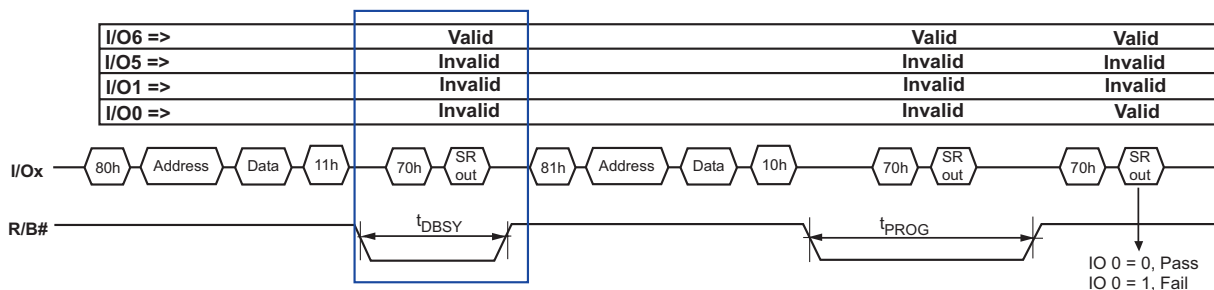 I/O6 => Valid Valid Valid
I/O5 => Invalid Invalid Invalid
I/O1 => Invalid Invalid Invalid
I/O0 => Invalid Invalid Valid
I/Ox 80h Address Data 11h 70h SR out 81h Address Data 10h 70h SR out 70h SR out
R/B# tDBSY tPROG
IO 0 = 0, Pass
IO 0 = 1, Fail